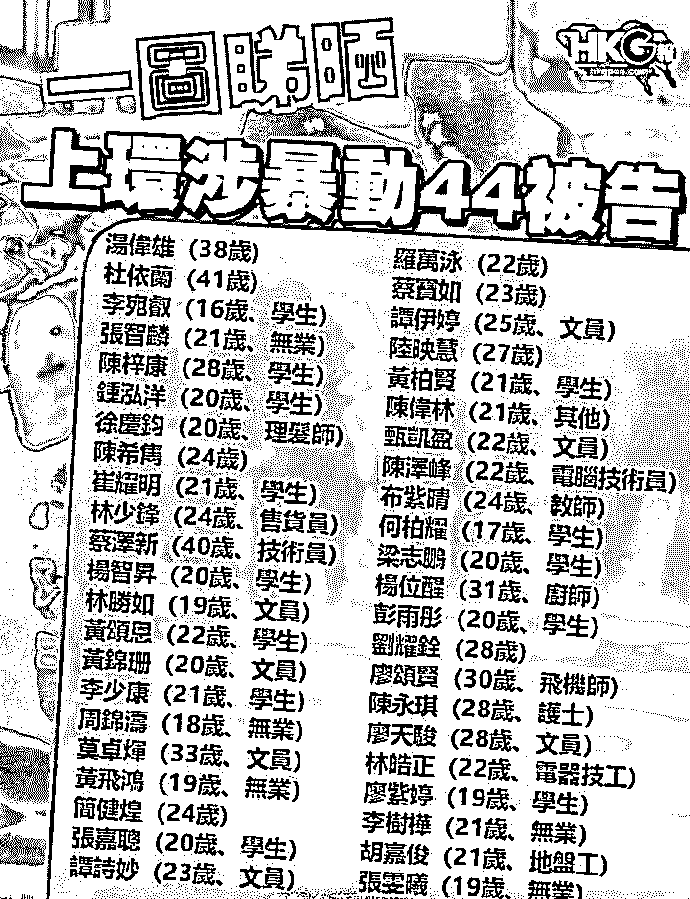 一圖睇晒
HKG報
上環涉暴動44被告
湯偉雄 (38歲)
杜依蘭 (41歲)
李宛叡 (16歲、學生)
張智麟 (21歲、無業)
陳梓康 (28歲、學生)
鍾泓洋 (20歲、學生)
徐慶鈞 (20歲、理髮師)
陳希雋 (24歲)
崔耀明 (21歲、學生)
林少鋒 (24歲、售貨員)
蔡澤新 (40歲、技術員)
楊智昇 (20歲、學生)
林勝如 (19歲、文員)
黃頌恩 (22歲、學生)
黃錦珊 (20歲、文員)
李少康 (21歲、學生)
周錦濤 (18歲、無業)
莫卓煇 (33歲、文員)
黃飛鴻 (19歲、無業)
簡健煌 (24歲)
張嘉聰 (20歲、學生)
譚詩妙 (23歲、文員)
羅萬泳 (22歲)
蔡寶如 (23歲)
譚伊婷 (25歲、文員)
陸映慧 (27歲)
黃柏賢 (21歲、學生)
陳偉林 (21歲、其他)
甄凱盈 (22歲、文員)
陳澤峰 (22歲、電腦技術員)
布紫晴 (24歲、教師)
何柏耀 (17歲、學生)
梁志鵬 (20歲、學生)
楊位醒 (31歲、廚師)
彭雨彤 (20歲、學生)
劉耀銓 (28歲)
廖頌賢 (30歲、飛機師)
陳永琪 (28歲、護士)
廖天駿 (28歲、文員)
林皓正 (22歲、電器技工)
廖紫婷 (19歲、學生)
李樹樺 (21歲、無業)
胡嘉俊 (21歲、地盤工)
張雯曦 (19歲、無業)